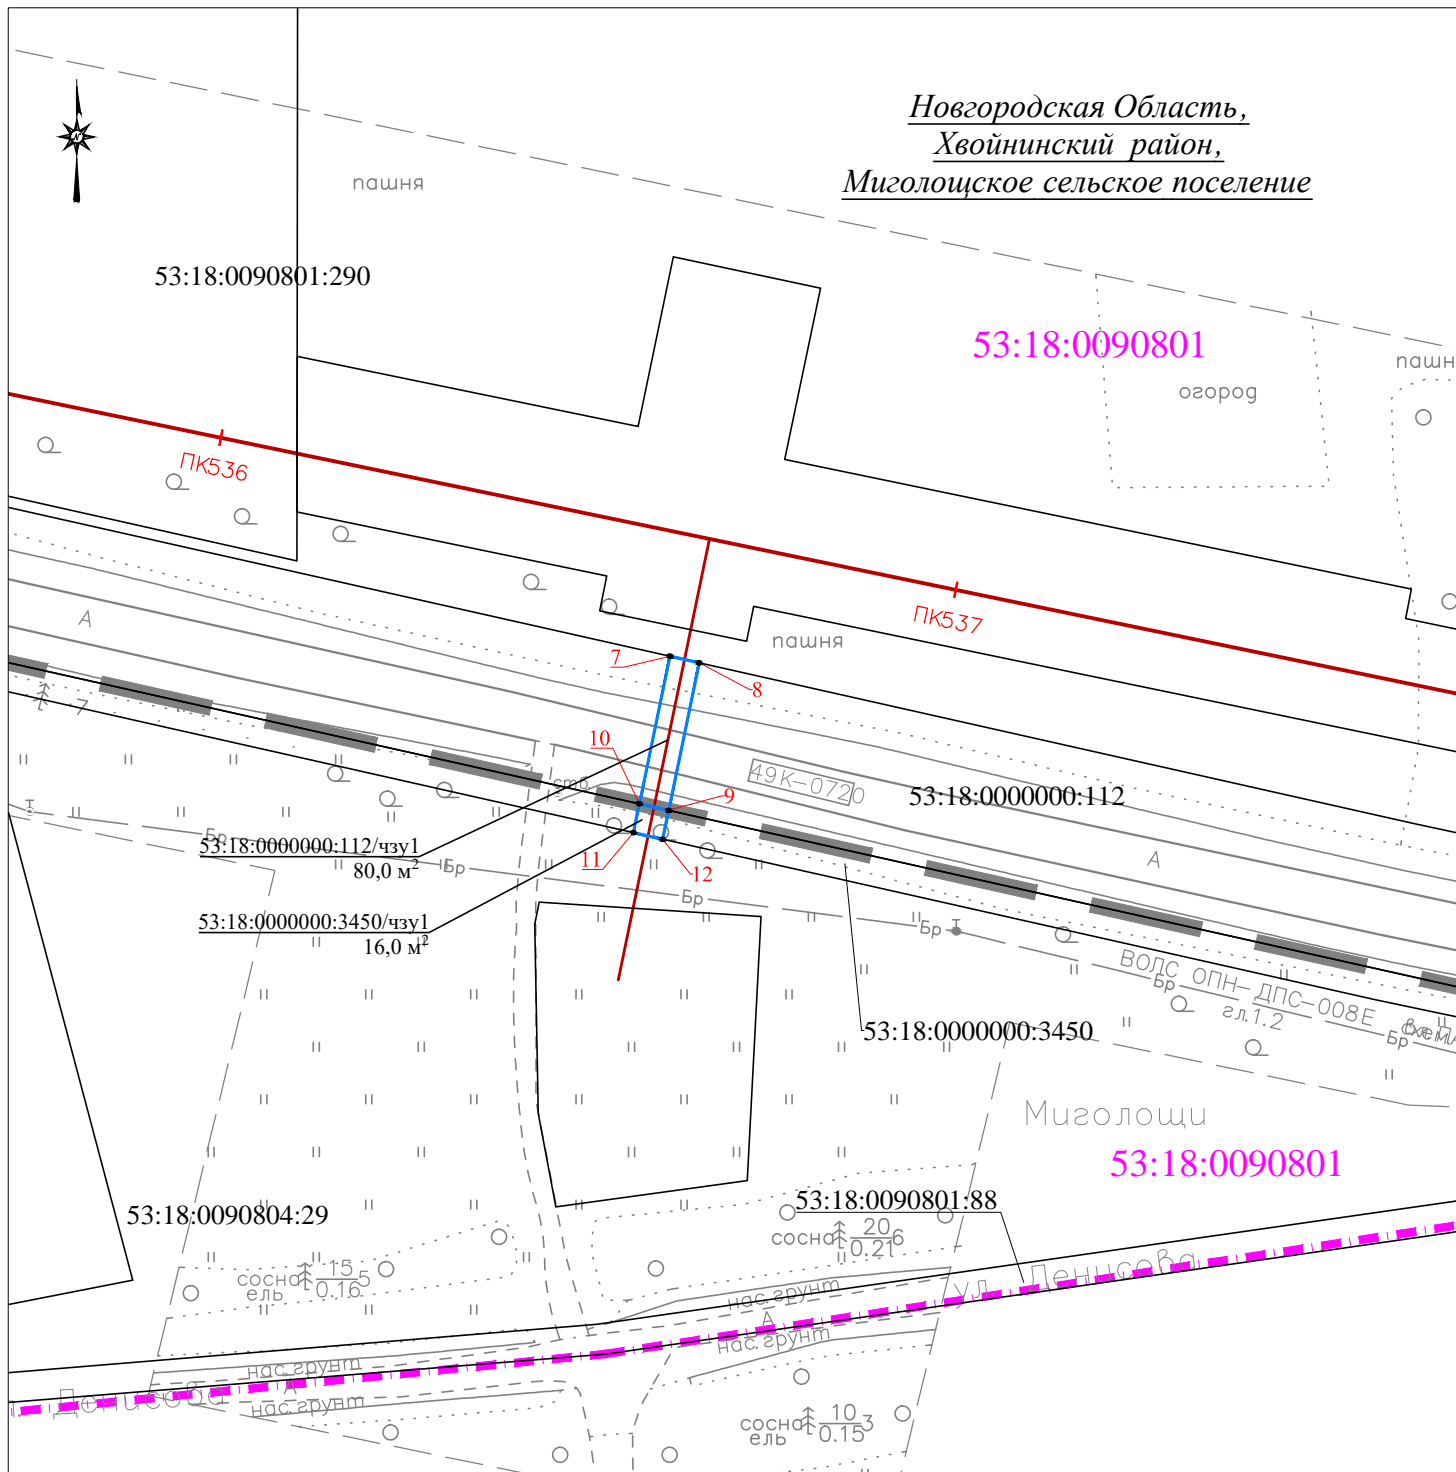 Новгородская Область,
Хвойнинский район,
Миголощское сельское поселение
N
пашня
53:18:0090801:290
53:18:0090801
огород
ПК536
ПК537
А
пашня
7
8
10
9
49К-0720
53:18:0000000:112
стб
7
Бр
53:18:0000000:112/чзу1
80,0 м²
11
12
Бр
Бр
А
53:18:0000000:3450/чзу1
16,0 м²
Бр
ВОЛС ОПН-ДПС-008Е
Бр
гл.1.2
Бр
53:18:0000000:3450
Миголощи
53:18:0090801
53:18:0090804:29
53:18:0090801:88
сосна 20 6
0.21
сосна 15 5
ель 0.16
ул. Денисова
нас.грунт
А
нас.грунт
нас.грунт
А
Денисова
нас.грунт
сосна 10 3
ель 0.15